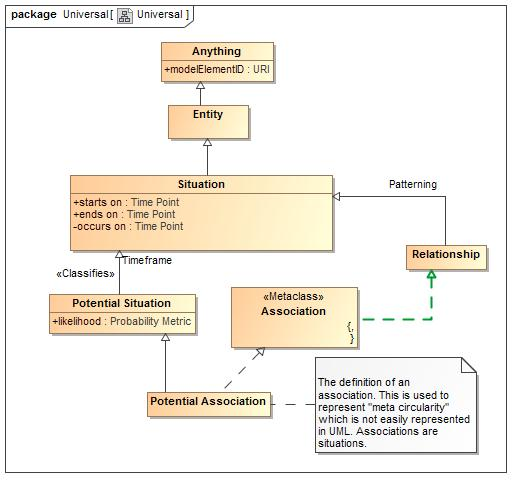 package Universal[ Universal ]
Anything
+modelElementID : URI
Entity
Situation
+starts on : Time Point
+ends on : Time Point
-occurs on : Time Point
Patterning
Relationship
Timeframe
«Classifies»
Potential Situation
+likelihood : Probability Metric
«Metaclass»
Association
{,
}
Potential Association
The definition of an
association. This is used to
represent "meta circularity"
which is not easily represented
in UML. Associations are
situations.